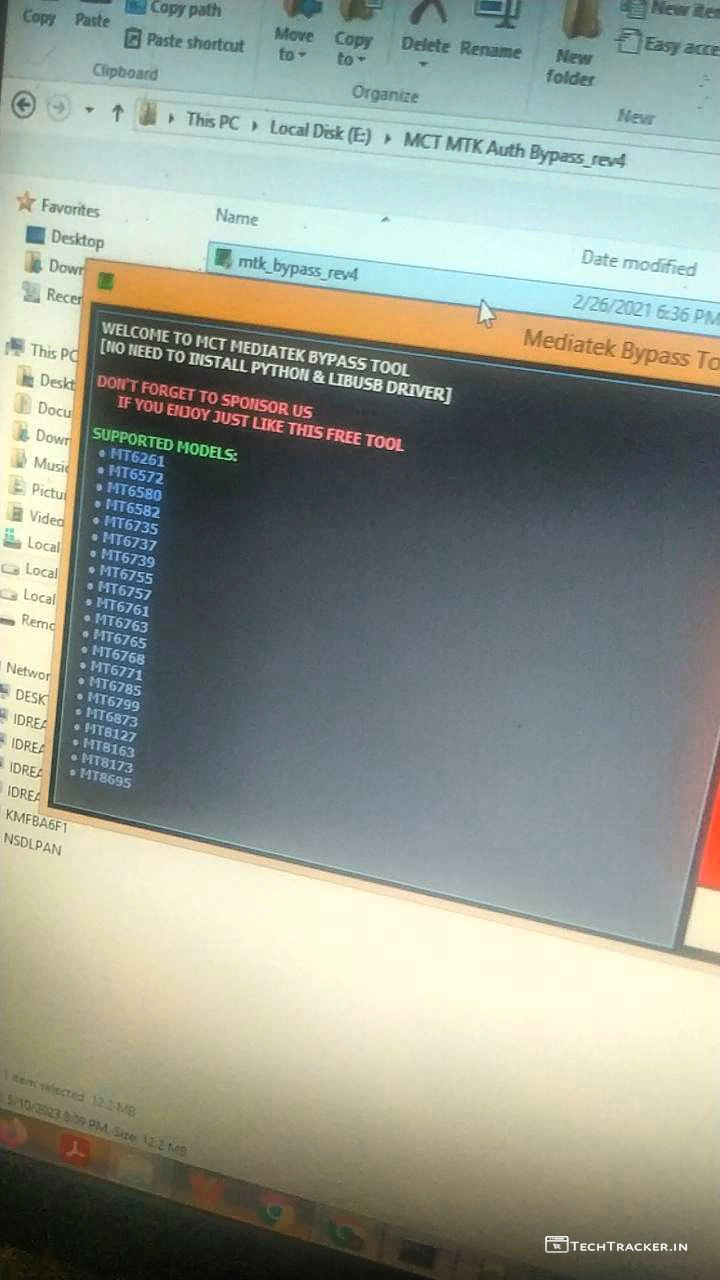 Copy
Paste
Copy path
Paste shortcut
Clipboard
Move to
Copy to
Delete
Rename
Organize
New folder
New item
Easy acce
New
This PC
Local Disk (E:)
MCT MTK Auth Bypass_rev4
Favorites
Desktop
Down
Recen
This PC
Deskt
Docu
Down
Music
Pictu
Video
Local
Local
Local
Remo
Networ
DESK
IDREA
IDREA
IDREA
IDREA
KMFBA6F1
NSDLPAN
Name
Date modified
mtk_bypass_rev4
2/26/2021 6:36 PM
Mediatek Bypass To
WELCOME TO MCT MEDIATEK BYPASS TOOL
[NO NEED TO INSTALL PYTHON & LIBUSB DRIVER]
DON'T FORGET TO SPONSOR US
IF YOU ENJOY JUST LIKE THIS FREE TOOL
SUPPORTED MODELS:
• MT6261
• MT6572
• MT6580
• MT6582
• MT6735
• MT6737
• MT6739
• MT6755
• MT6757
• MT6761
• MT6763
• MT6765
• MT6768
• MT6771
• MT6785
• MT6799
• MT6873
• MT8127
• MT8163
• MT8173
• MT8695
1 item selected 12.2 MB
5/10/2023 8:09 PM, Size: 12.2 MB
TECHTRACKER.IN